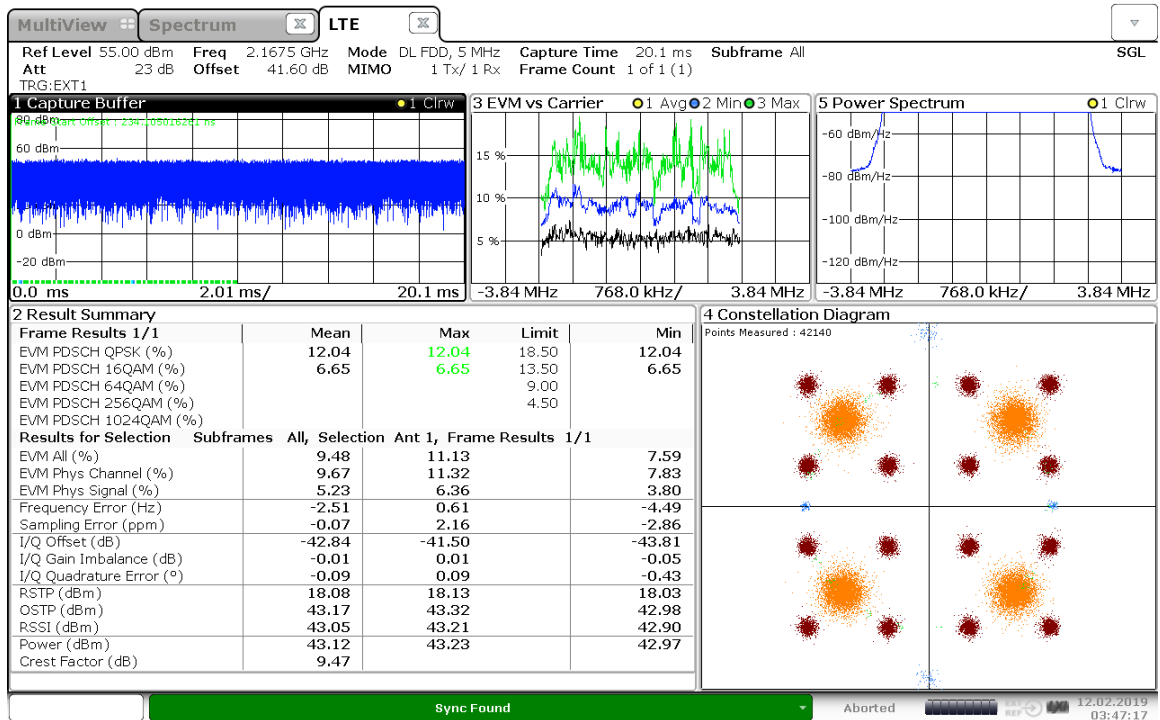 MultiView Spectrum LTE
Ref Level 55.00 dBm Freq 2.1675 GHz Mode DL FDD, 5 MHz Capture Time 20.1 ms Subframe All SGL
Att 23 dB Offset 41.60 dB MIMO 1 Tx/ 1 Rx Frame Count 1 of 1 (1)
TRG:EXT1
1 Capture Buffer 1 Clrw
80 dBm
60 dBm
0 dBm
-20 dBm
0.0 ms 2.01 ms/ 20.1 ms
3 EVM vs Carrier 1 Avg 2 Min 3 Max
15 %
10 %
5 %
-3.84 MHz 768.0 kHz/ 3.84 MHz
5 Power Spectrum 1 Clrw
-60 dBm/Hz
-80 dBm/Hz
-100 dBm/Hz
-120 dBm/Hz
-3.84 MHz 768.0 kHz/ 3.84 MHz
2 Result Summary
Frame Results 1/1 Mean Max Limit Min
EVM PDSCH QPSK (%) 12.04 12.04 18.50 12.04
EVM PDSCH 16QAM (%) 6.65 6.65 13.50 6.65
EVM PDSCH 64QAM (%) 9.00
EVM PDSCH 256QAM (%) 4.50
EVM PDSCH 1024QAM (%)
Results for Selection Subframes All, Selection Ant 1, Frame Results 1/1
EVM All (%) 9.48 11.13 7.59
EVM Phys Channel (%) 9.67 11.32 7.83
EVM Phys Signal (%) 5.23 6.36 3.80
Frequency Error (Hz) -2.51 0.61 -4.49
Sampling Error (ppm) -0.07 2.16 -2.86
I/Q Offset (dB) -42.84 -41.50 -43.81
I/Q Gain Imbalance (dB) -0.01 0.01 -0.05
I/Q Quadrature Error (º) -0.09 0.09 -0.43
RSTP (dBm) 18.08 18.13 18.03
OSTP (dBm) 43.17 43.32 42.98
RSSI (dBm) 43.05 43.21 42.90
Power (dBm) 43.12 43.23 42.97
Crest Factor (dB) 9.47
4 Constellation Diagram
Points Measured : 42140
Sync Found Aborted 12.02.2019
03:47:17